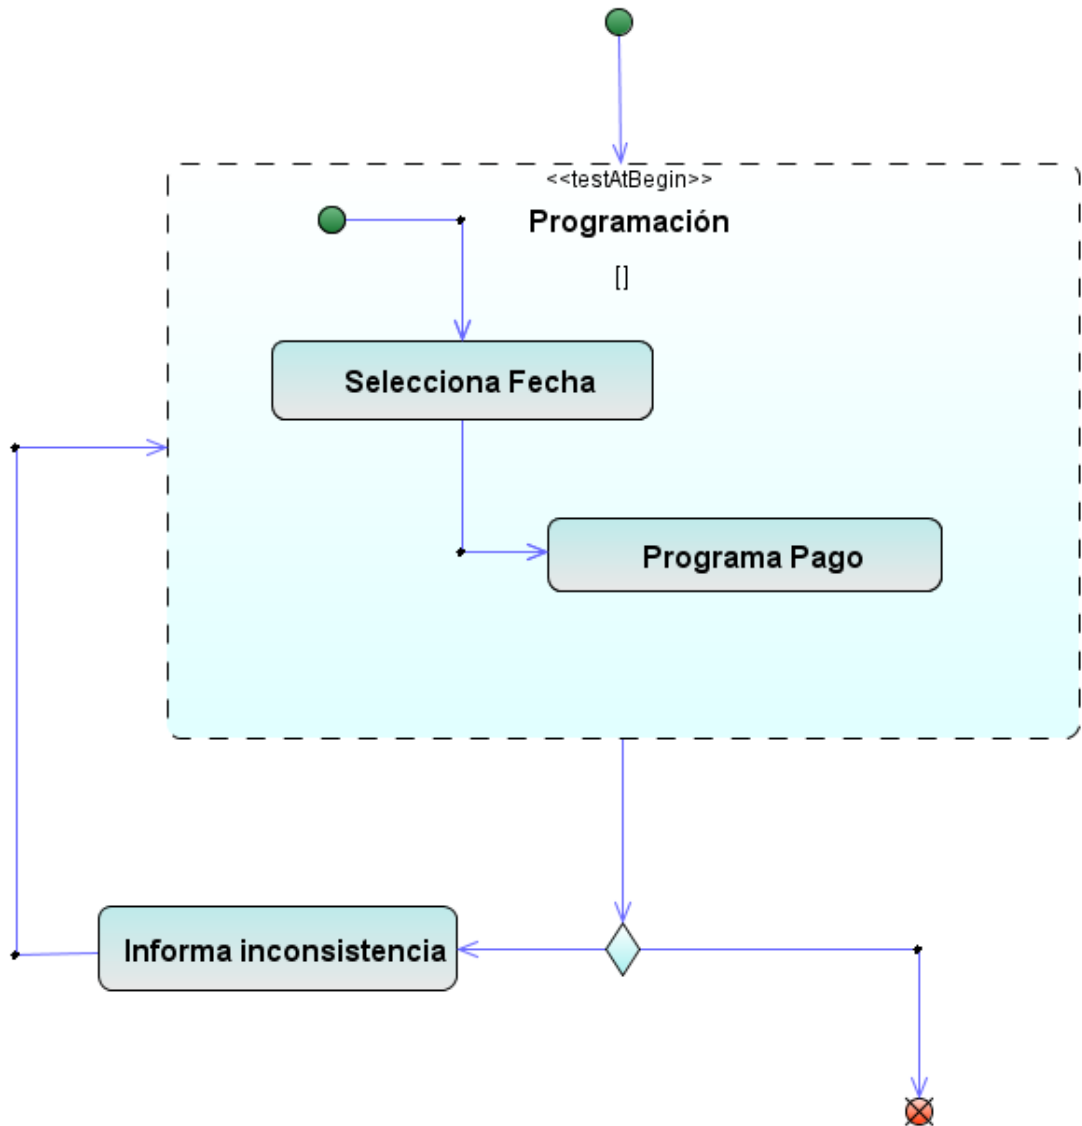 <<testAtBegin>>
Programación
[]
Selecciona Fecha
Programa Pago
Informa inconsistencia